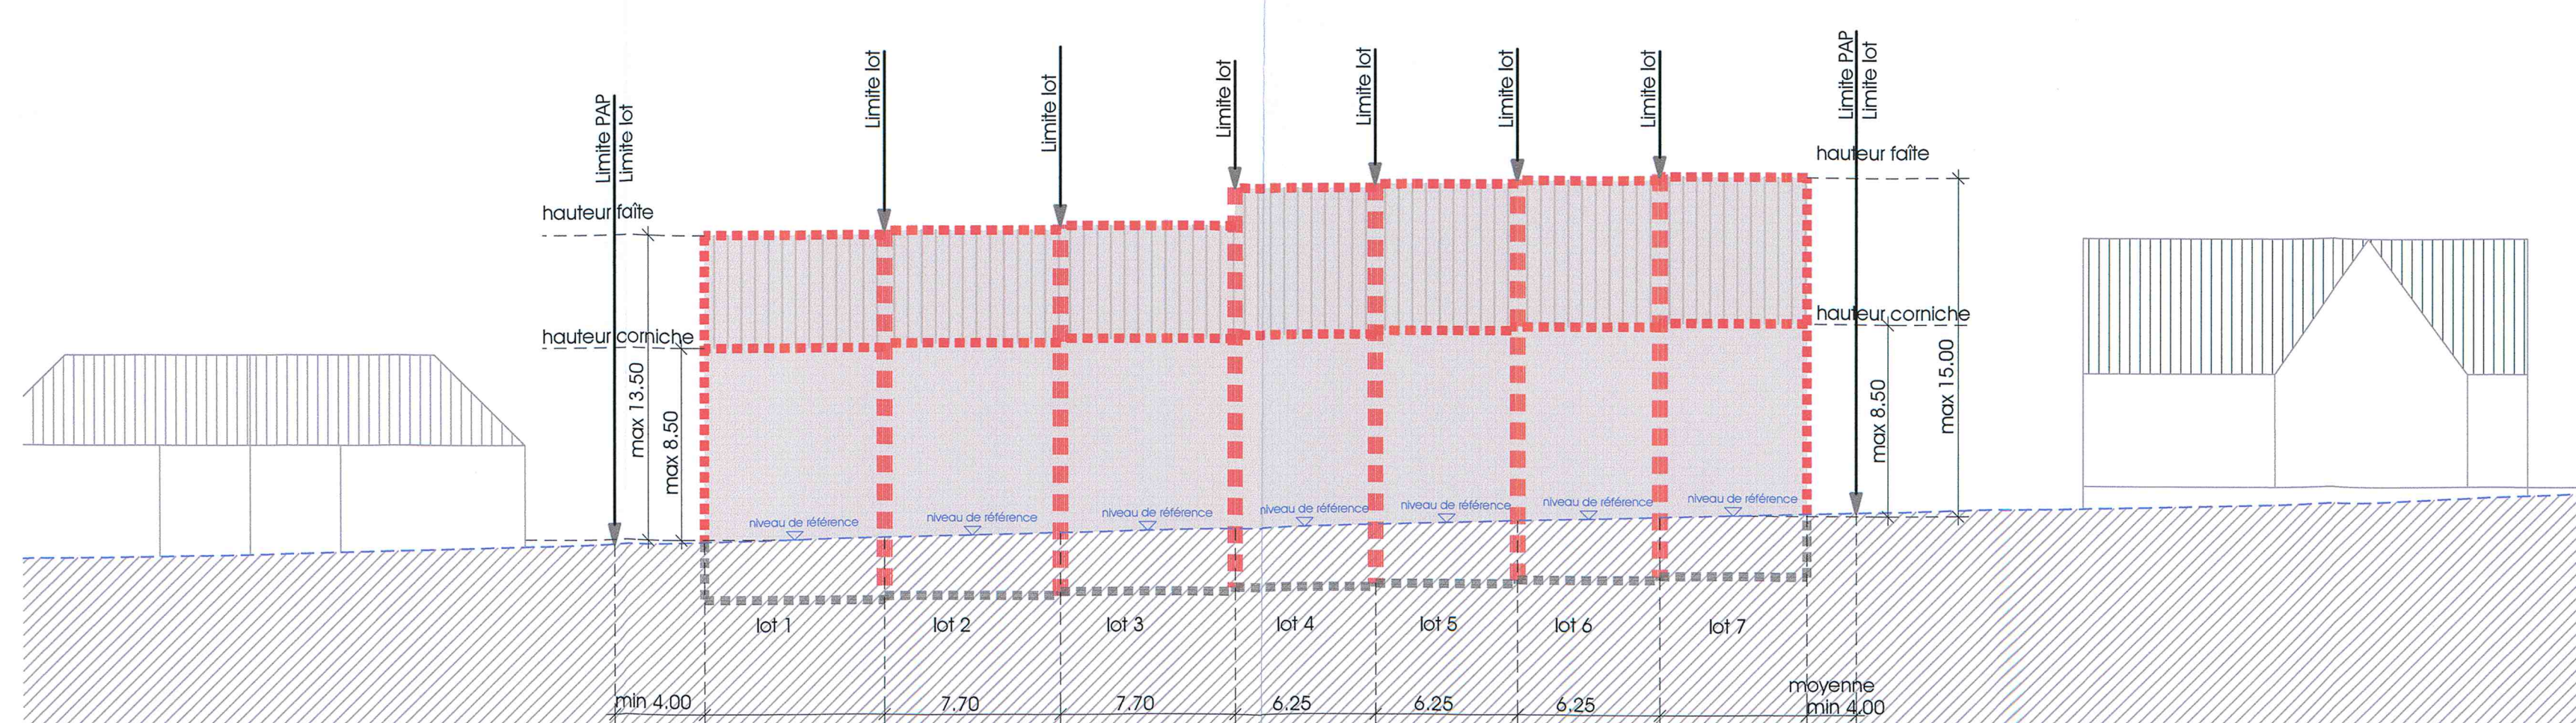 Limite PAP
Limite lot
Limite lot
Limite lot
Limite lot
Limite lot
Limite lot
Limite lot
Limite PAP
Limite lot
hauteur faîte
hauteur faîte
hauteur corniche
hauteur corniche
max 13.50
max 8.50
max 8.50
max 15.00
niveau de référence
niveau de référence
niveau de référence
niveau de référence
niveau de référence
niveau de référence
niveau de référence
lot 1
lot 2
lot 3
lot 4
lot 5
lot 6
lot 7
min 4.00
7.70
7.70
6.25
6.25
6.25
moyenne
min 4.00